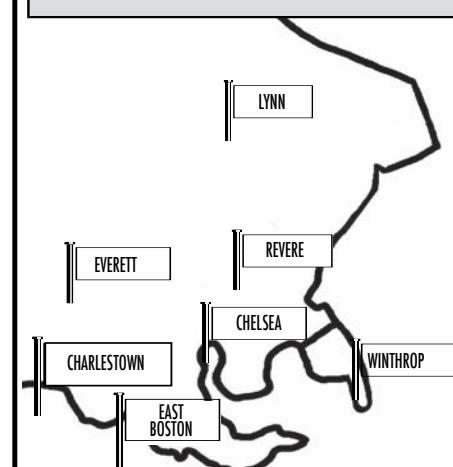 LYNN
REVERE
EVERETT
CHELSEA
WINTHROP
CHARLESTOWN
EAST
BOSTON